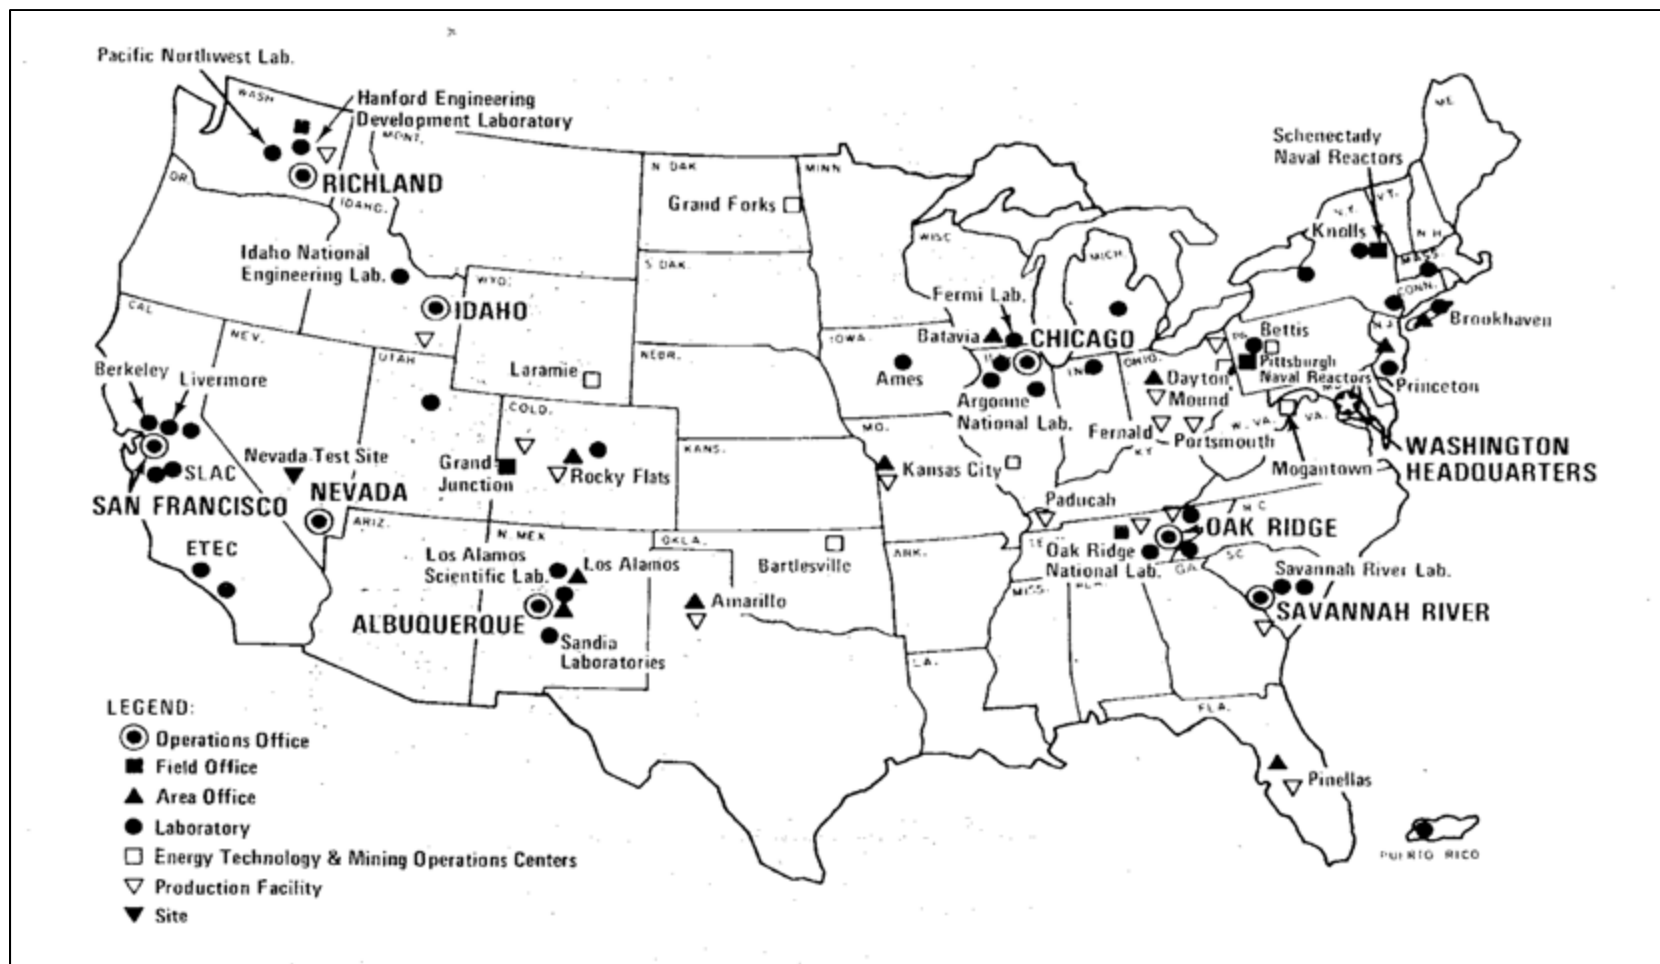 Pacific Northwest Lab.
WASH
Hanford Engineering
Development Laboratory
MONT.
RICHLAND
OR.
IDAHO.
N DAK
Grand Forks
MINN
Schenectady
Naval Reactors
ME
VT.
N.Y.
N H
Knolls
MASS
CONN.
Idaho National
Engineering Lab.
IDAHO
WYO.
S DAK.
WISC
MICH.
Fermi Lab.
Batavia
CHICAGO
Brookhaven
CAL
NEV.
UTAH
Laramie
NEBR.
IOWA.
Ames
Argonne
National Lab.
IN
OHIO.
PA
N J
Bettis
Pittsburgh
Naval Reactors
Princeton
Dayton
Mound
Fernald
Portsmouth
W. VA.
VA.
WASHINGTON
HEADQUARTERS
Mogantown
Berkeley
Livermore
SLAC
SAN FRANCISCO
Nevada Test Site
NEVADA
COLO.
Grand
Junction
Rocky Flats
KANS.
MO.
Kansas City
KY
Paducah
ETEC
ARIZ.
N. MEX
Los Alamos
Scientific Lab.
Los Alamos
ALBUQUERQUE
Sandia
Laboratories
OKLA.
Bartlesville
Amarillo
ARK.
TE
N C
OAK RIDGE
Oak Ridge
National Lab.
MISS.
GA.
SC
Savannah River Lab.
SAVANNAH RIVER
LA.
FLA.
Pinellas
PUERTO RICO
LEGEND:
Operations Office
Field Office
Area Office
Laboratory
Energy Technology & Mining Operations Centers
Production Facility
Site